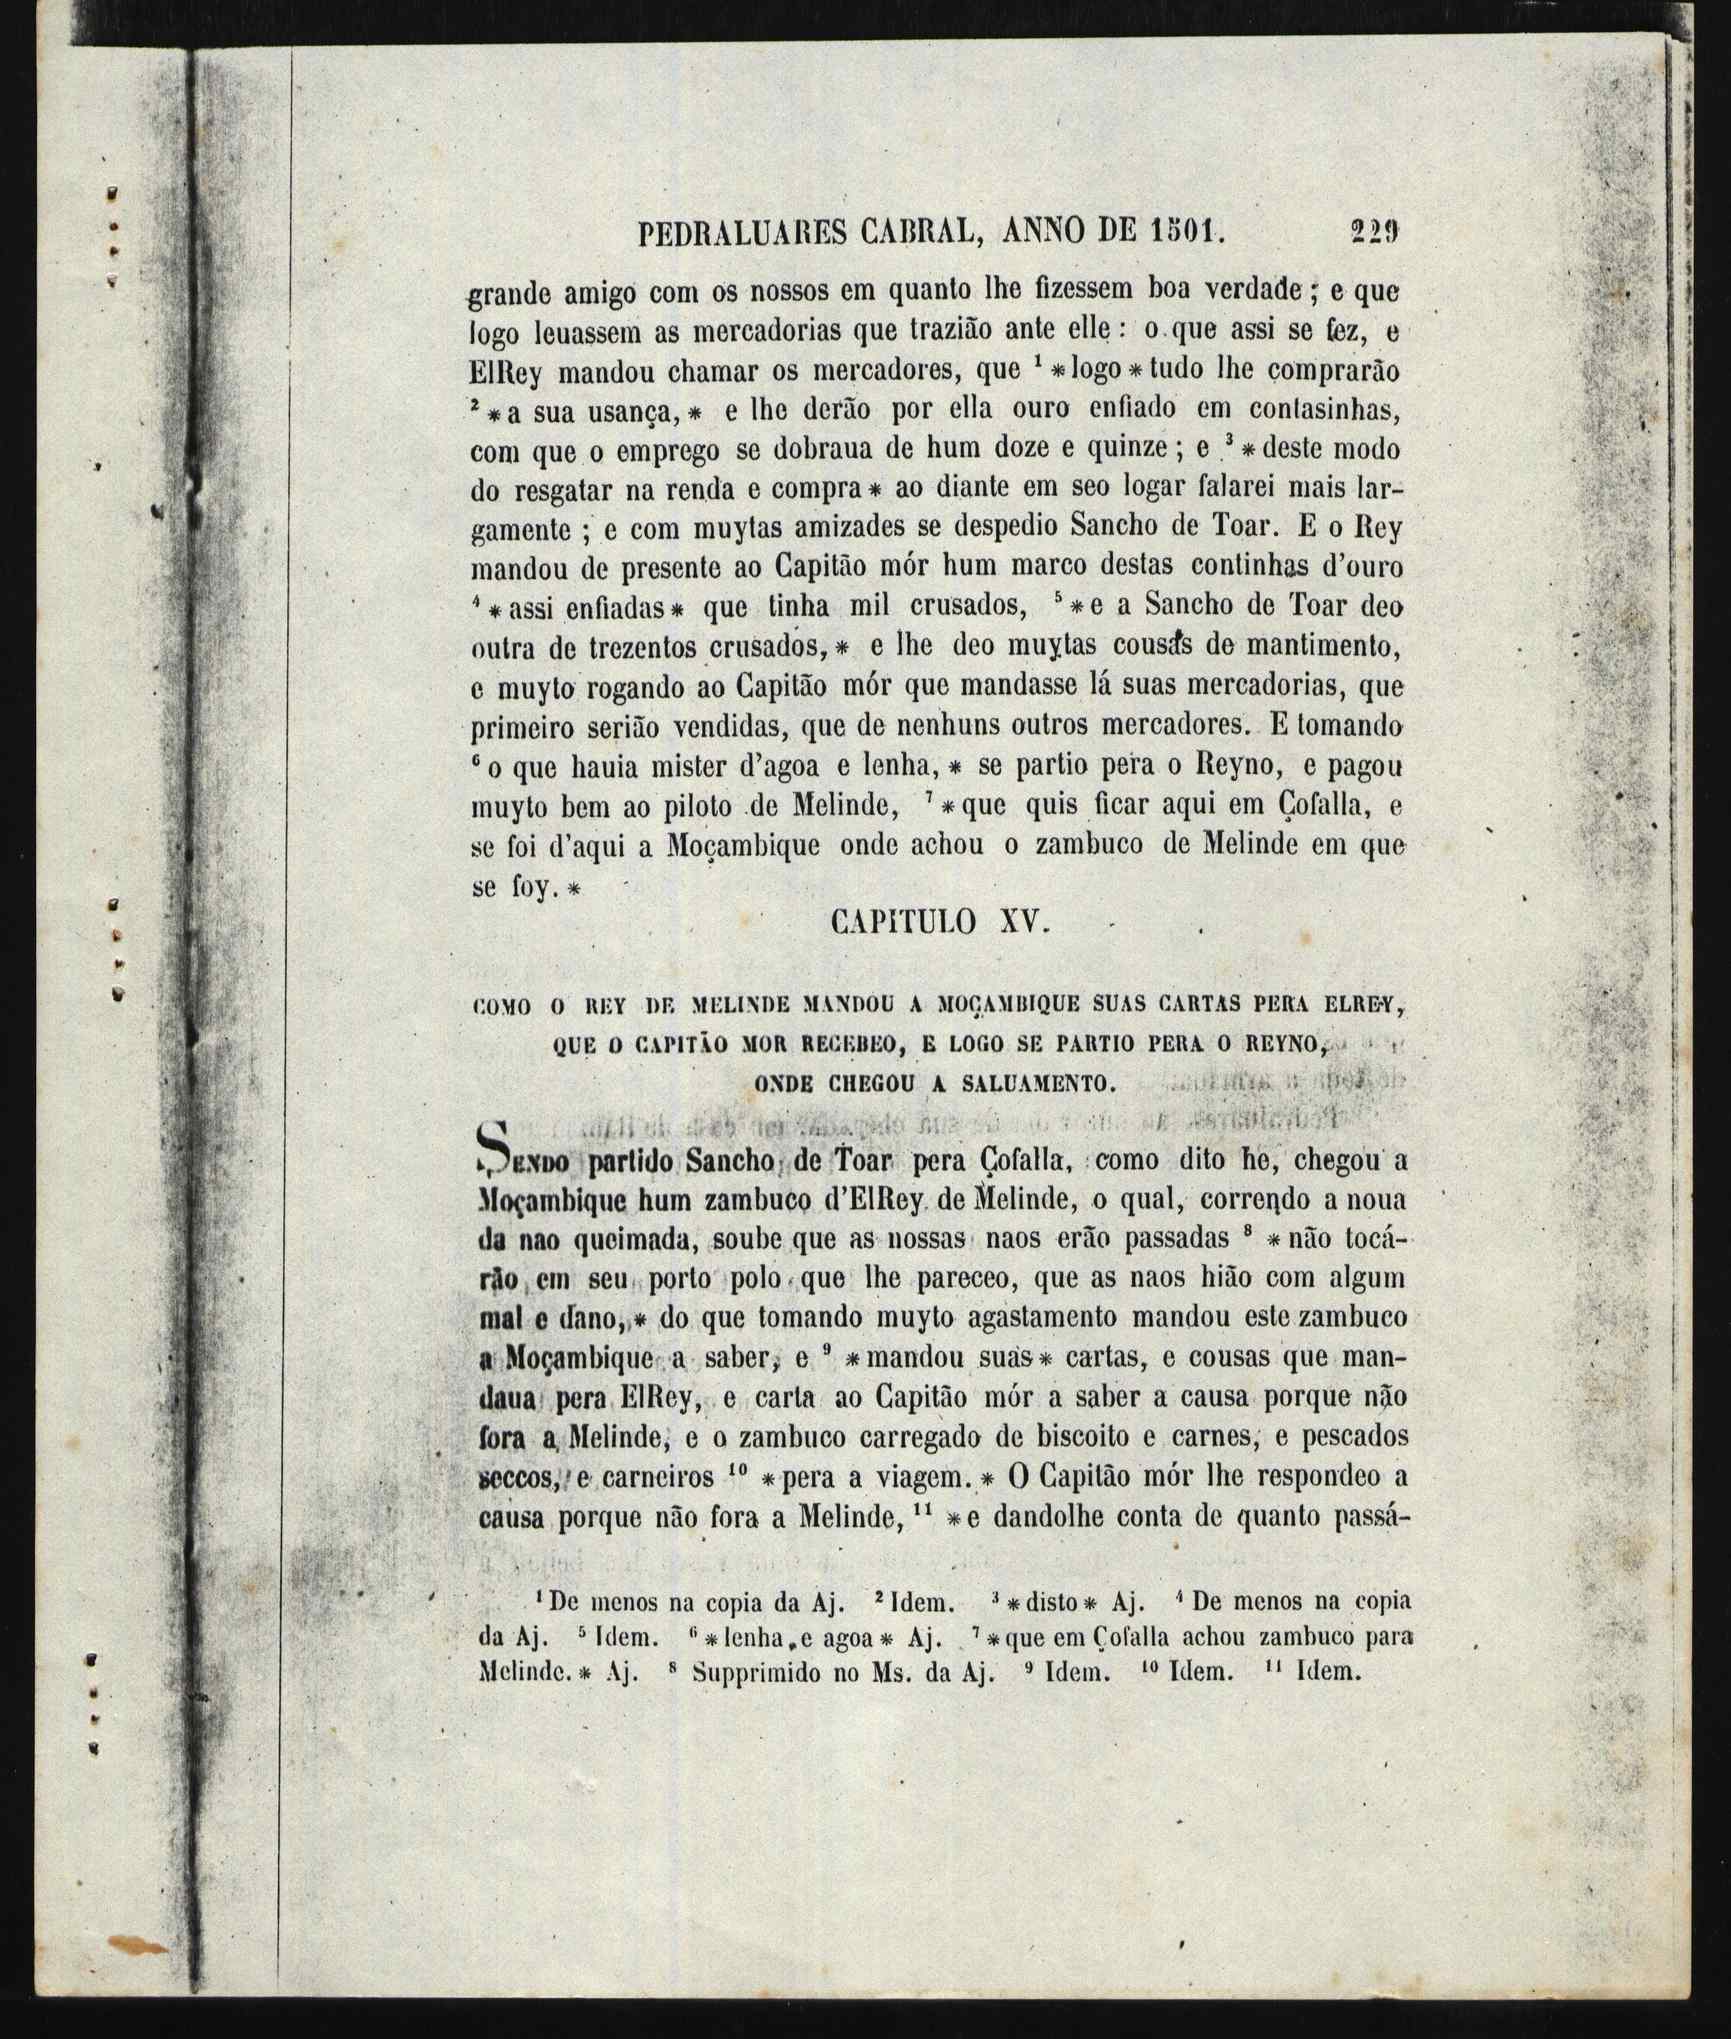 PEDRALUARES CABRAL, ANNO DE 1501. 229
grande amigo com os nossos em quanto lhe fizessem boa verdade ; e que
logo leuassem as mercadorias que trazião ante elle : o que assi se fez, e
ElRey mandou chamar os mercadores, que ¹ *logo* tudo lhe comprarão
² *a sua usança,* e lhe derão por ella ouro enfiado em contasinhas,
com que o emprego se dobraua de hum doze e quinze ; e ³ *deste modo
do resgatar na renda e compra* ao diante em seo logar falarei mais lar-
gamente ; e com muytas amizades se despedio Sancho de Toar. E o Rey
mandou de presente ao Capitão mór hum marco destas continhas d'ouro
⁴ *assi enfiadas* que tinha mil crusados, ⁵ *e a Sancho de Toar deo
outra de trezentos crusados,* e lhe deo muytas cousas de mantimento,
e muyto rogando ao Capitão mór que mandasse lá suas mercadorias, que
primeiro serião vendidas, que de nenhuns outros mercadores. E tomando
⁶ o que hauia mister d'agoa e lenha, * se partio pera o Reyno, e pagou
muyto bem ao piloto de Melinde, ⁷ *que quis ficar aqui em Çofalla, e
se foi d'aqui a Moçambique onde achou o zambuco de Melinde em que
se foy. *
CAPITULO XV.
COMO O REY DE MELINDE MANDOU A MOÇAMBIQUE SUAS CARTAS PERA ELREY,
QUE O CAPITÃO MOR RECEBEO, E LOGO SE PARTIO PERA O REYNO,
ONDE CHEGOU A SALUAMENTO.
SENDO partido Sancho de Toar pera Çofalla, como dito he, chegou a
Moçambique hum zambuco d'ElRey de Melinde, o qual, correndo a noua
da nao queimada, soube que as nossas naos erão passadas ⁸ *não tocá-
rão em seu porto polo que lhe pareceo, que as naos hião com algum
mal e dano,* do que tomando muyto agastamento mandou este zambuco
a Moçambique a saber, e ⁹ *mandou suas* cartas, e cousas que man-
daua pera ElRey, e carta ao Capitão mór a saber a causa porque não
fora a Melinde, e o zambuco carregado de biscoito e carnes, e pescados
seccos, e carneiros ¹⁰ *pera a viagem. * O Capitão mór lhe respondeo a
causa porque não fora a Melinde, ¹¹ *e dandolhe conta de quanto passá-
¹ De menos na copia da Aj. ² Idem. ³ *disto* Aj. ⁴ De menos na copia
da Aj. ⁵ Idem. ⁶ *lenha, e agoa* Aj. ⁷ *que em Çofalla achou zambuco para
Melinde. * Aj. ⁸ Supprimido no Ms. da Aj. ⁹ Idem. ¹⁰ Idem. ¹¹ Idem.